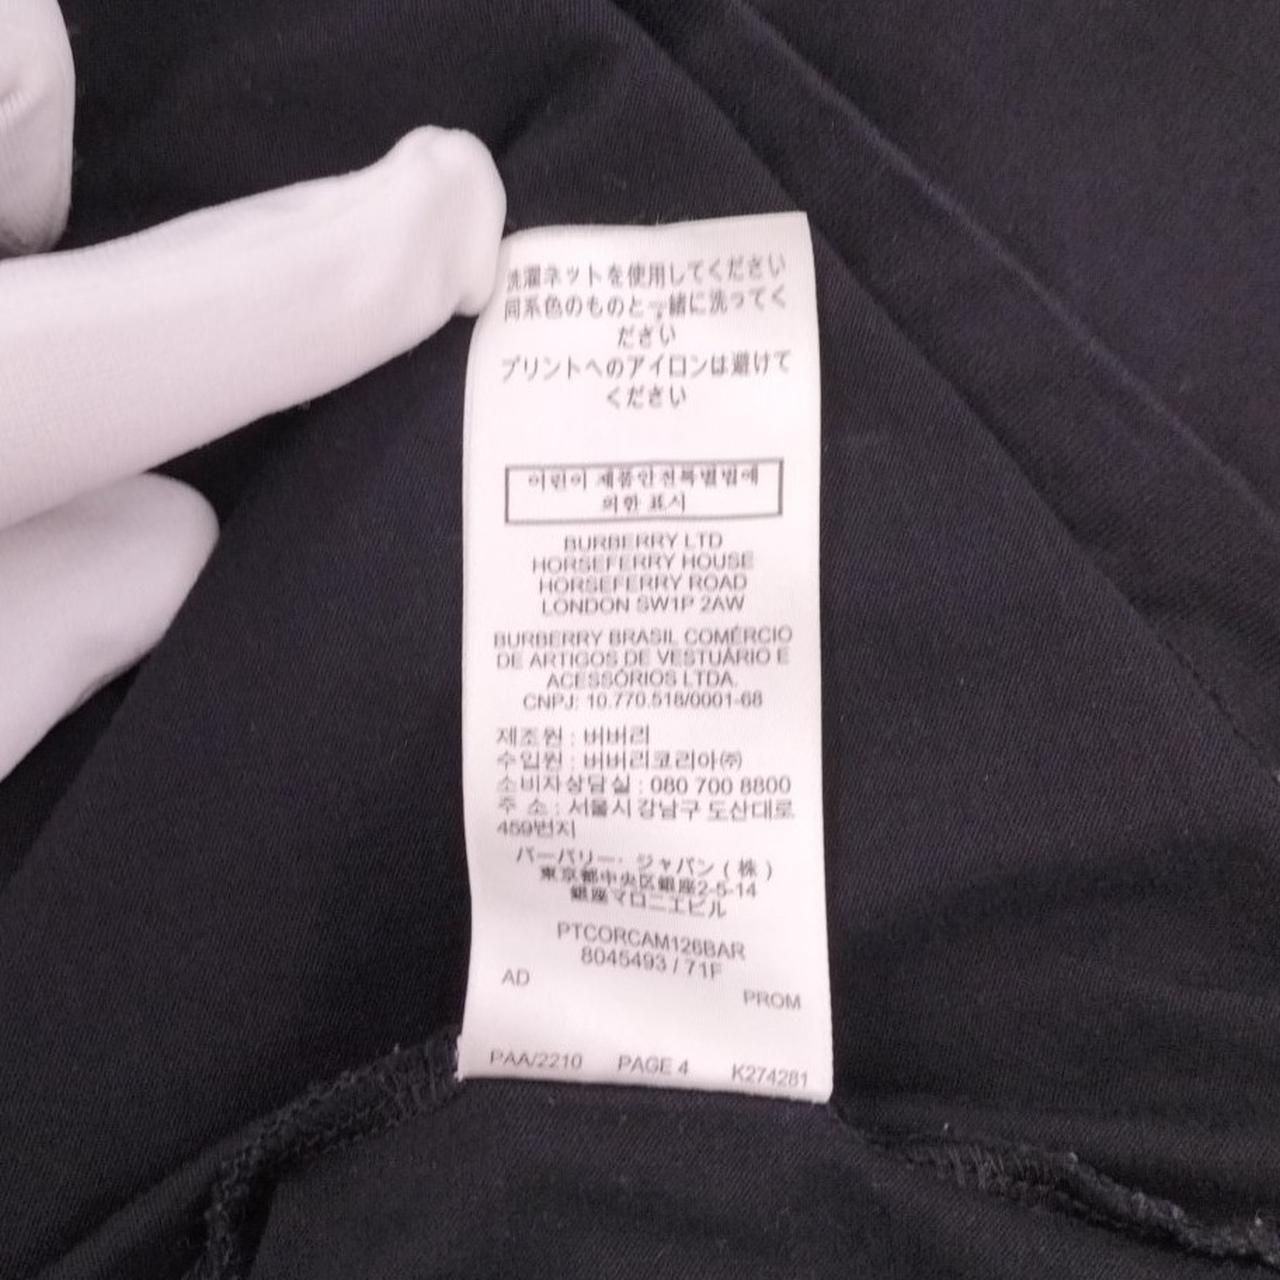 洗濯ネットを使用してください
同系色のものと一緒に洗ってく
ださい
プリントへのアイロンは避けて
ください
어린이 제품안전특별법에
의한 표시
BURBERRY LTD
HORSEFERRY HOUSE
HORSEFERRY ROAD
LONDON SW1P 2AW
BURBERRY BRASIL COMÉRCIO
DE ARTIGOS DE VESTUÁRIO E
ACESSÓRIOS LTDA.
CNPJ: 10.770.518/0001-68
제조원 : 버버리
수입원 : 버버리코리아㈜
소비자상담실 : 080 700 8800
주 소 : 서울시 강남구 도산대로
459번지
バーバリー・ジャパン（株）
東京都中央区銀座2-5-14
銀座マロニエビル
PTCORCAM126BAR
8045493 / 71F
AD
PROM
PAA/2210 PAGE 4 K274281